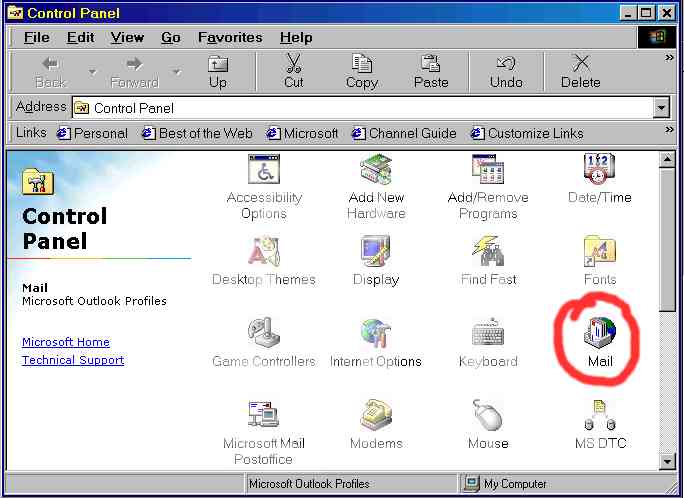 Control Panel
File Edit View Go Favorites Help
Back Forward Up Cut Copy Paste Undo Delete »
Address Control Panel
Links Personal Best of the Web Microsoft Channel Guide Customize Links »
Control
Panel
Mail
Microsoft Outlook Profiles
Microsoft Home
Technical Support
Accessibility
Options
Add New
Hardware
Add/Remove
Programs
12
Date/Time
Desktop Themes
Display
Find Fast
Fonts
Game Controllers
Internet Options
Keyboard
Mail
Microsoft Mail
Postoffice
Modems
Mouse
MS DTC
Microsoft Outlook Profiles
My Computer